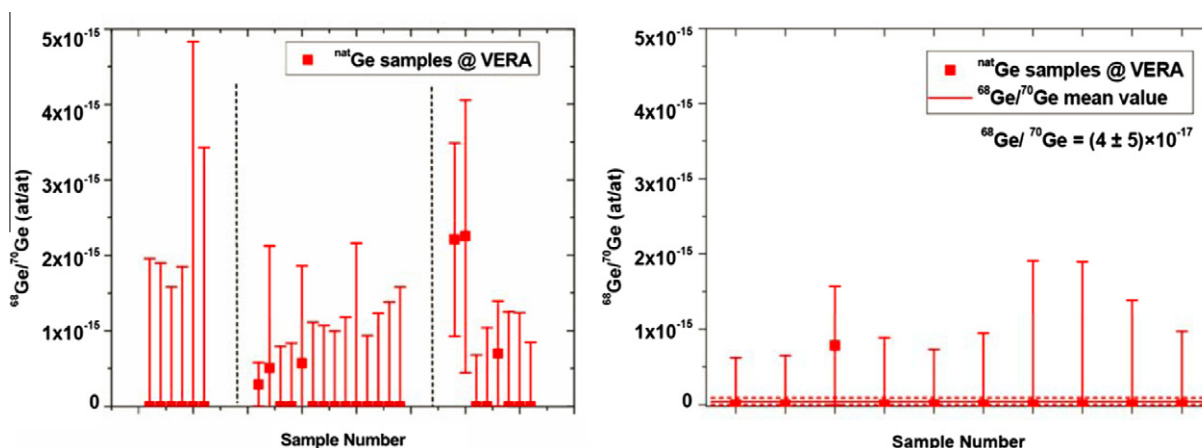 5x10⁻¹⁵
4x10⁻¹⁵
3x10⁻¹⁵
2x10⁻¹⁵
1x10⁻¹⁵
0
⁶⁸Ge/⁷⁰Ge (at/at)
ⁿᵃᵗGe samples @ VERA
Sample Number
5x10⁻¹⁵
4x10⁻¹⁵
3x10⁻¹⁵
2x10⁻¹⁵
1x10⁻¹⁵
0
⁶⁸Ge/⁷⁰Ge (at/at)
ⁿᵃᵗGe samples @ VERA
⁶⁸Ge/⁷⁰Ge mean value
⁶⁸Ge/ ⁷⁰Ge = (4 ± 5)×10⁻¹⁷
Sample Number